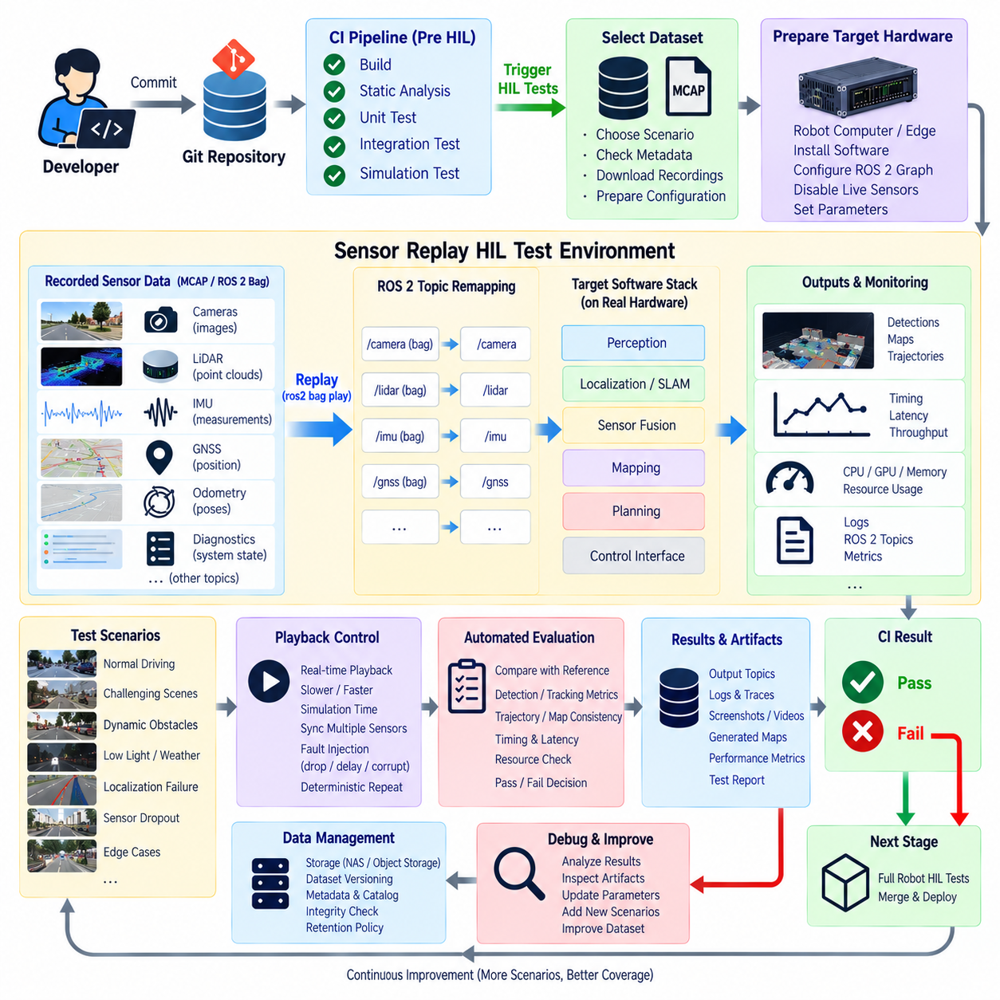 Developer
Commit
Git Repository
CI Pipeline (Pre HIL)
Build
Static Analysis
Unit Test
Integration Test
Simulation Test
Trigger
HIL Tests
Select Dataset
MCAP
· Choose Scenario
· Check Metadata
· Download Recordings
· Prepare Configuration
Prepare Target Hardware
Robot Computer / Edge
Install Software
Configure ROS 2 Graph
Disable Live Sensors
Set Parameters
Sensor Replay HIL Test Environment
Recorded Sensor Data (MCAP / ROS 2 Bag)
Cameras
(images)
LiDAR
(point clouds)
IMU
(measurements)
GNSS
(position)
Odometry
(poses)
Diagnostics
(system state)
... (other topics)
Replay
(ros2 bag play)
ROS 2 Topic Remapping
/camera (bag)
/camera
/lidar (bag)
/lidar
/imu (bag)
/imu
/gnss (bag)
/gnss
...
...
Target Software Stack
(on Real Hardware)
Perception
Localization / SLAM
Sensor Fusion
Mapping
Planning
Control Interface
Outputs & Monitoring
Detections
Maps
Trajectories
Timing
Latency
Throughput
CPU / GPU / Memory
Resource Usage
Logs
ROS 2 Topics
Metrics
...
Test Scenarios
Normal Driving
Challenging Scenes
Dynamic Obstacles
Low Light / Weather
Localization Failure
Sensor Dropout
Edge Cases
...
Playback Control
Real-time Playback
Slower / Faster
Simulation Time
Sync Multiple Sensors
Fault Injection
(drop / delay / corrupt)
Deterministic Repeat
Automated Evaluation
Compare with Reference
Detection / Tracking Metrics
Trajectory / Map Consistency
Timing & Latency
Resource Check
Pass / Fail Decision
Results & Artifacts
Output Topics
Logs & Traces
Screenshots / Videos
Generated Maps
Performance Metrics
Test Report
CI Result
Pass
Fail
Data Management
Storage (NAS / Object Storage)
Dataset Versioning
Metadata & Catalog
Integrity Check
Retention Policy
Debug & Improve
Analyze Results
Inspect Artifacts
Update Parameters
Add New Scenarios
Improve Dataset
Next Stage
Full Robot HIL Tests
Merge & Deploy
Continuous Improvement (More Scenarios, Better Coverage)